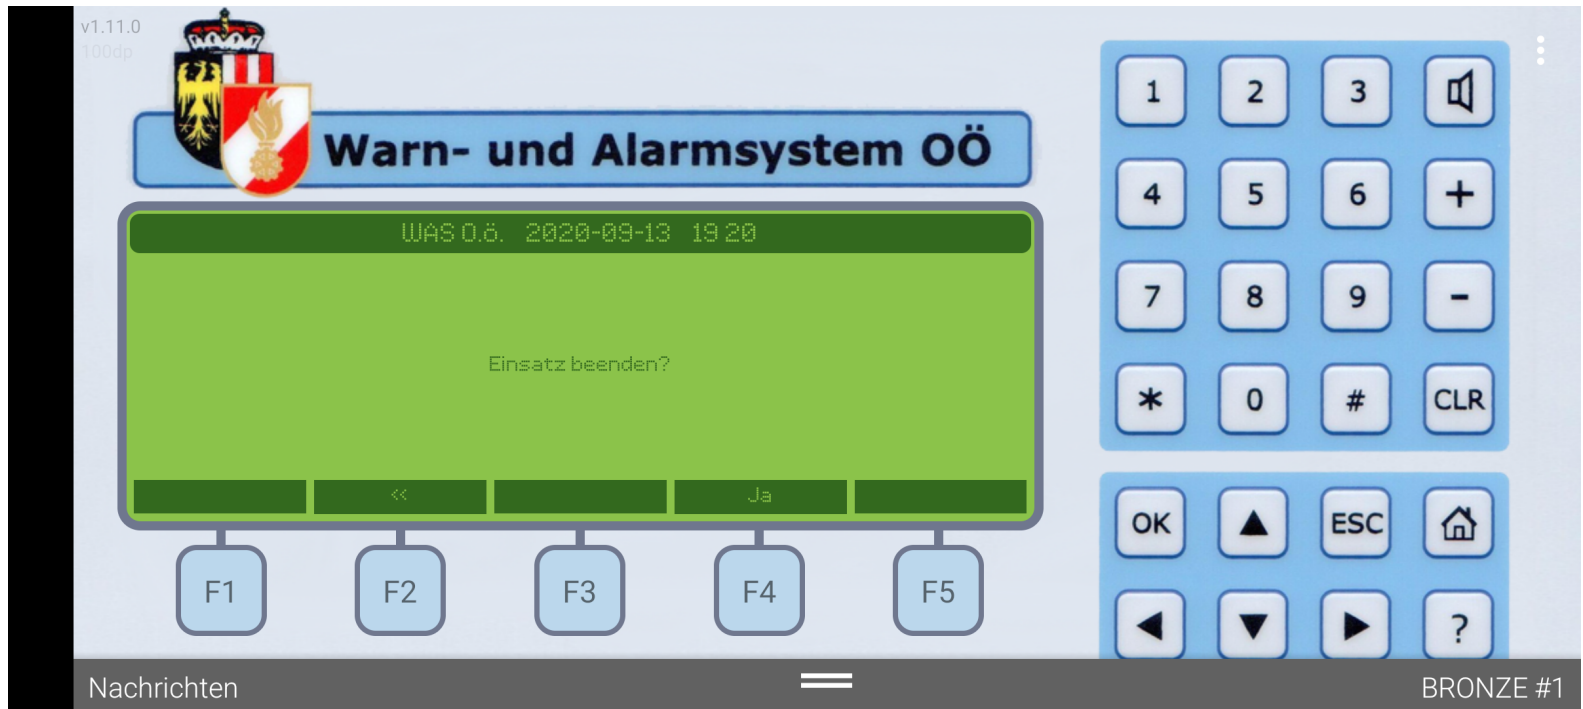 v1.11.0
100dp
Warn- und Alarmsystem OÖ
WAS O.ö. 2020-09-13 19 20
Einsatz beenden?
<< Ja
F1 F2 F3 F4 F5
1 2 3
4 5 6 +
7 8 9 -
* 0 # CLR
OK ESC
?
Nachrichten BRONZE #1